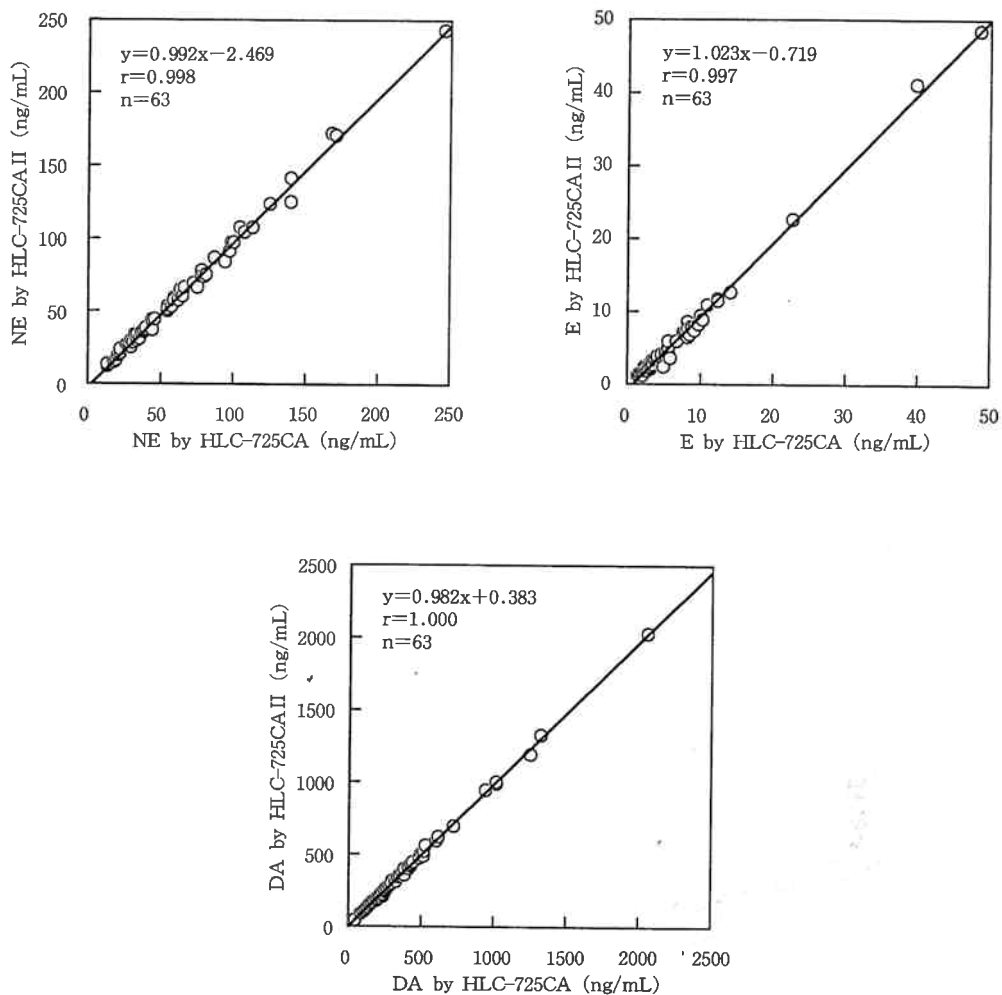 250
200
150
100
50
0
y=0.992x−2.469
r=0.998
n=63
0 50 100 150 200 250
NE by HLC-725CA (ng/mL)
NE by HLC-725CAII (ng/mL)
50
40
30
20
10
0
y=1.023x−0.719
r=0.997
n=63
0 10 20 30 40 50
E by HLC-725CA (ng/mL)
E by HLC-725CAII (ng/mL)
2500
2000
1500
1000
500
0
y=0.982x+0.383
r=1.000
n=63
0 500 1000 1500 2000 2500
DA by HLC-725CA (ng/mL)
DA by HLC-725CAII (ng/mL)